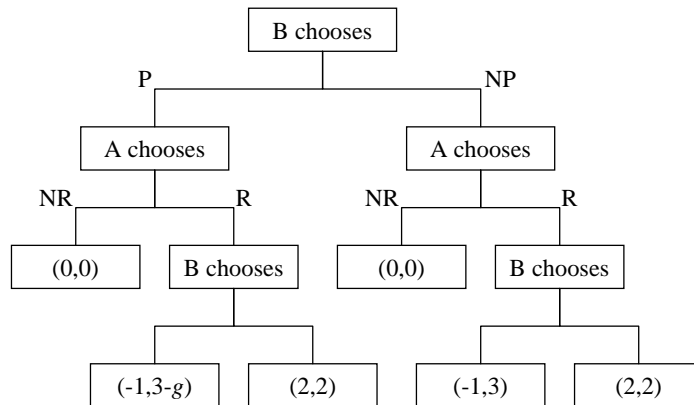 B chooses
P NP
A chooses A chooses
NR R NR R
(0,0) B chooses (0,0) B chooses
(-1,3-g) (2,2) (-1,3) (2,2)